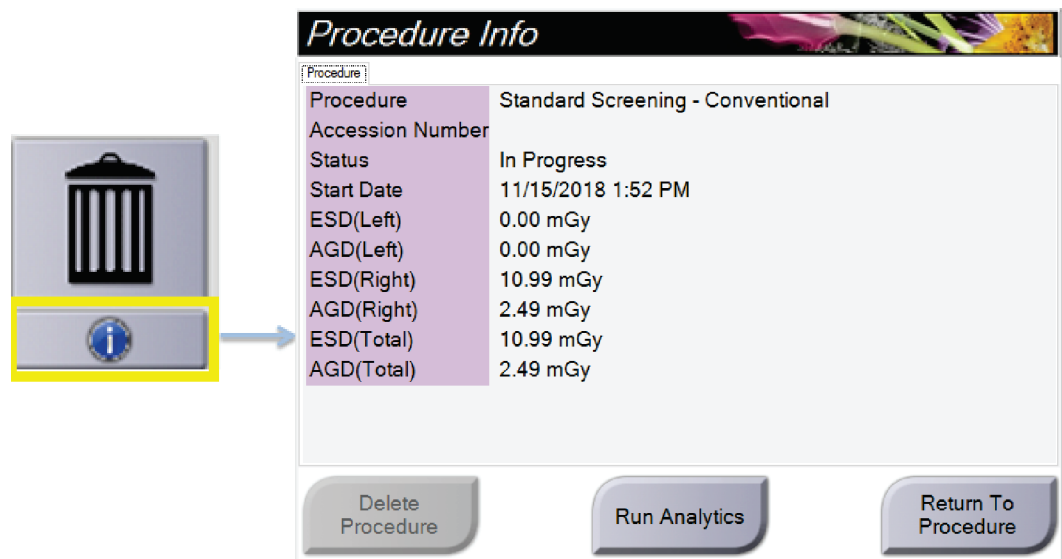 Procedure Info
Procedure
Procedure Standard Screening - Conventional
Accession Number
Status In Progress
Start Date 11/15/2018 1:52 PM
ESD(Left) 0.00 mGy
AGD(Left) 0.00 mGy
ESD(Right) 10.99 mGy
AGD(Right) 2.49 mGy
ESD(Total) 10.99 mGy
AGD(Total) 2.49 mGy
Delete
Procedure
Run Analytics
Return To
Procedure